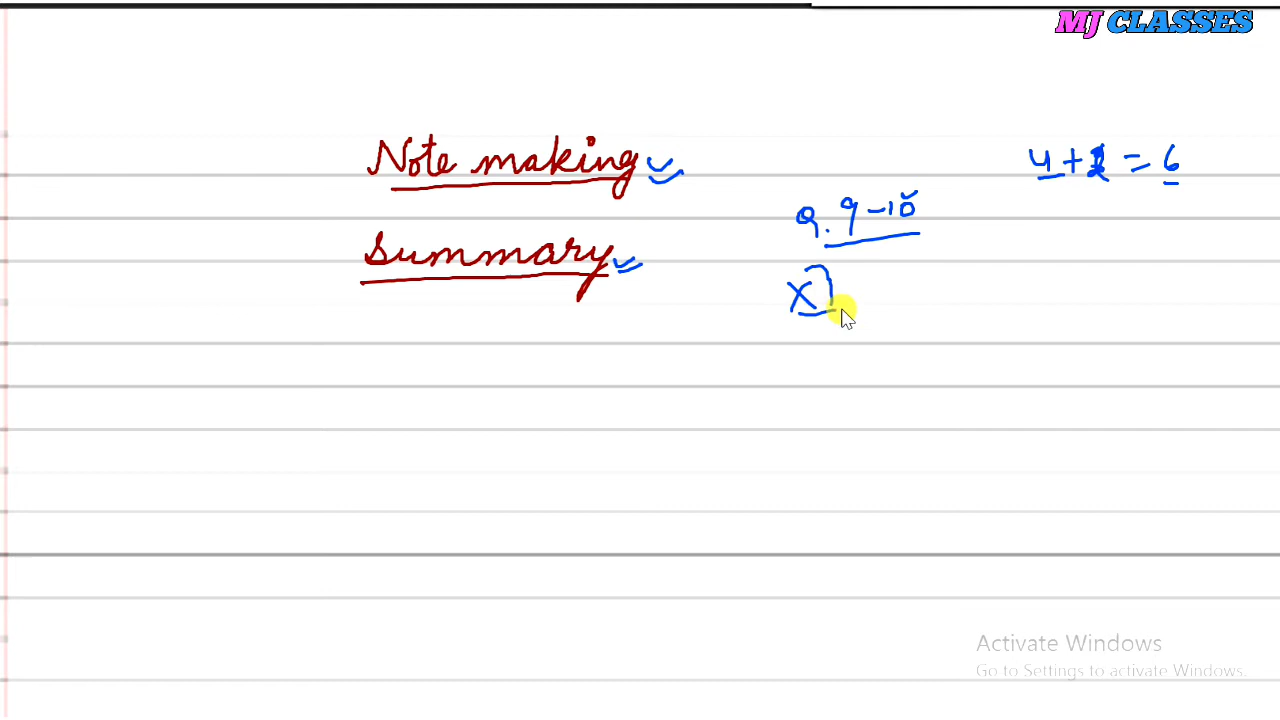 MJ CLASSES
Note making
4+2 = 6
Q. 9-10
Summary
X
Activate Windows
Go to Settings to activate Windows.